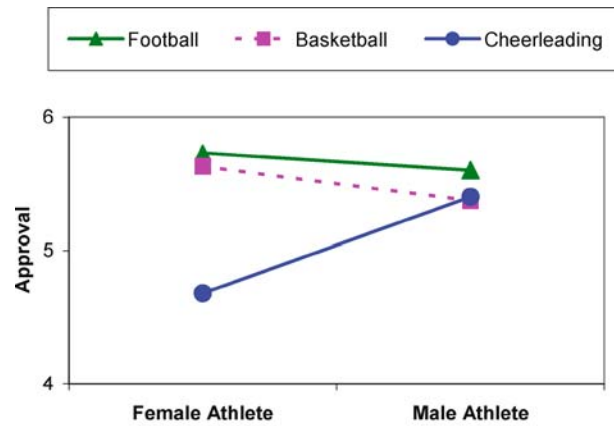 Football Basketball Cheerleading
6
5
4
Approval
Female Athlete Male Athlete